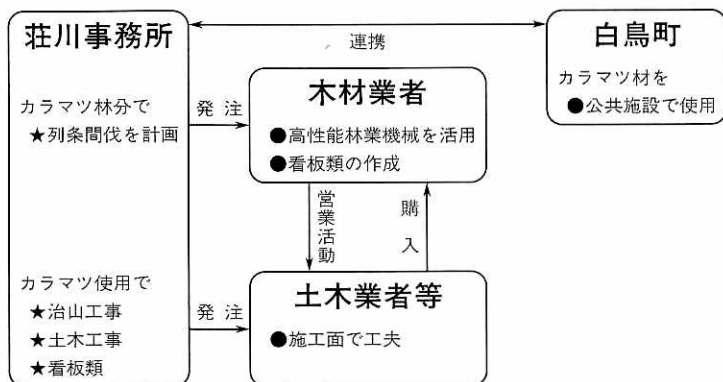 荘川事務所
カラマツ林分で
★列条間伐を計画
カラマツ使用で
★治山工事
★土木工事
★看板類
連携
発注
木材業者
●高性能林業機械を活用
●看板類の作成
営業活動
購入
発注
土木業者等
●施工面で工夫
白鳥町
カラマツ材を
●公共施設で使用